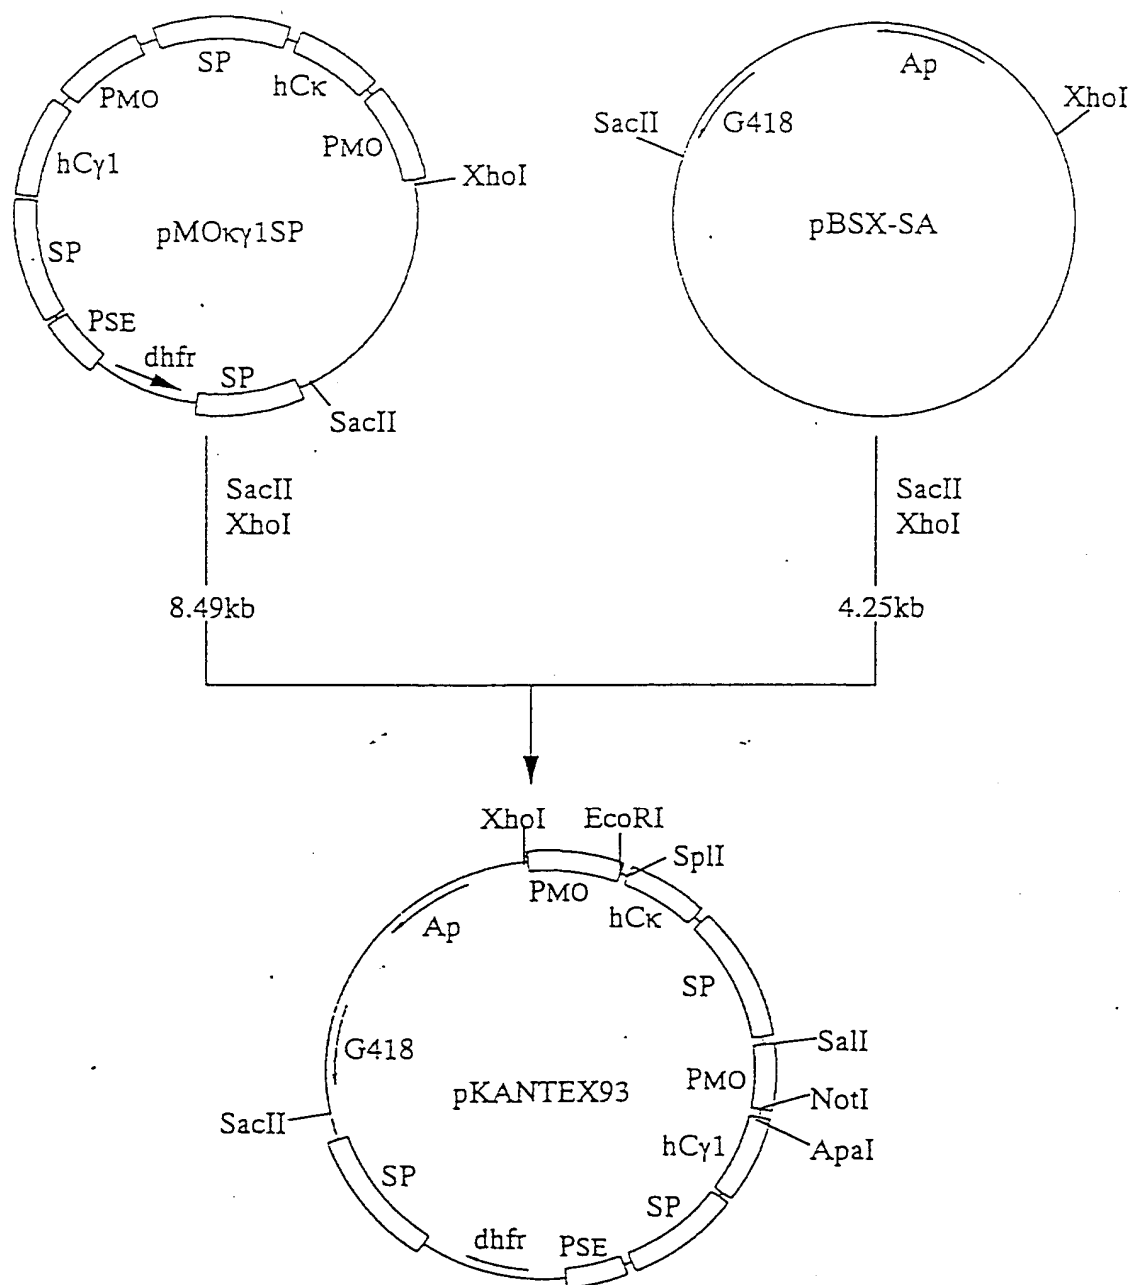 SP
hCκ
PMO
PMO
hCγ1
XhoI
pMOκγ1SP
SP
PSE
dhfr
SP
SacII
Ap
XhoI
G418
SacII
pBSX-SA
SacII
XhoI
8.49kb
SacII
XhoI
4.25kb
XhoI
EcoRI
SplI
PMO
hCκ
Ap
SP
G418
SalI
PMO
pKANTEX93
NotI
SacII
hCγ1
ApaI
SP
SP
dhfr
PSE